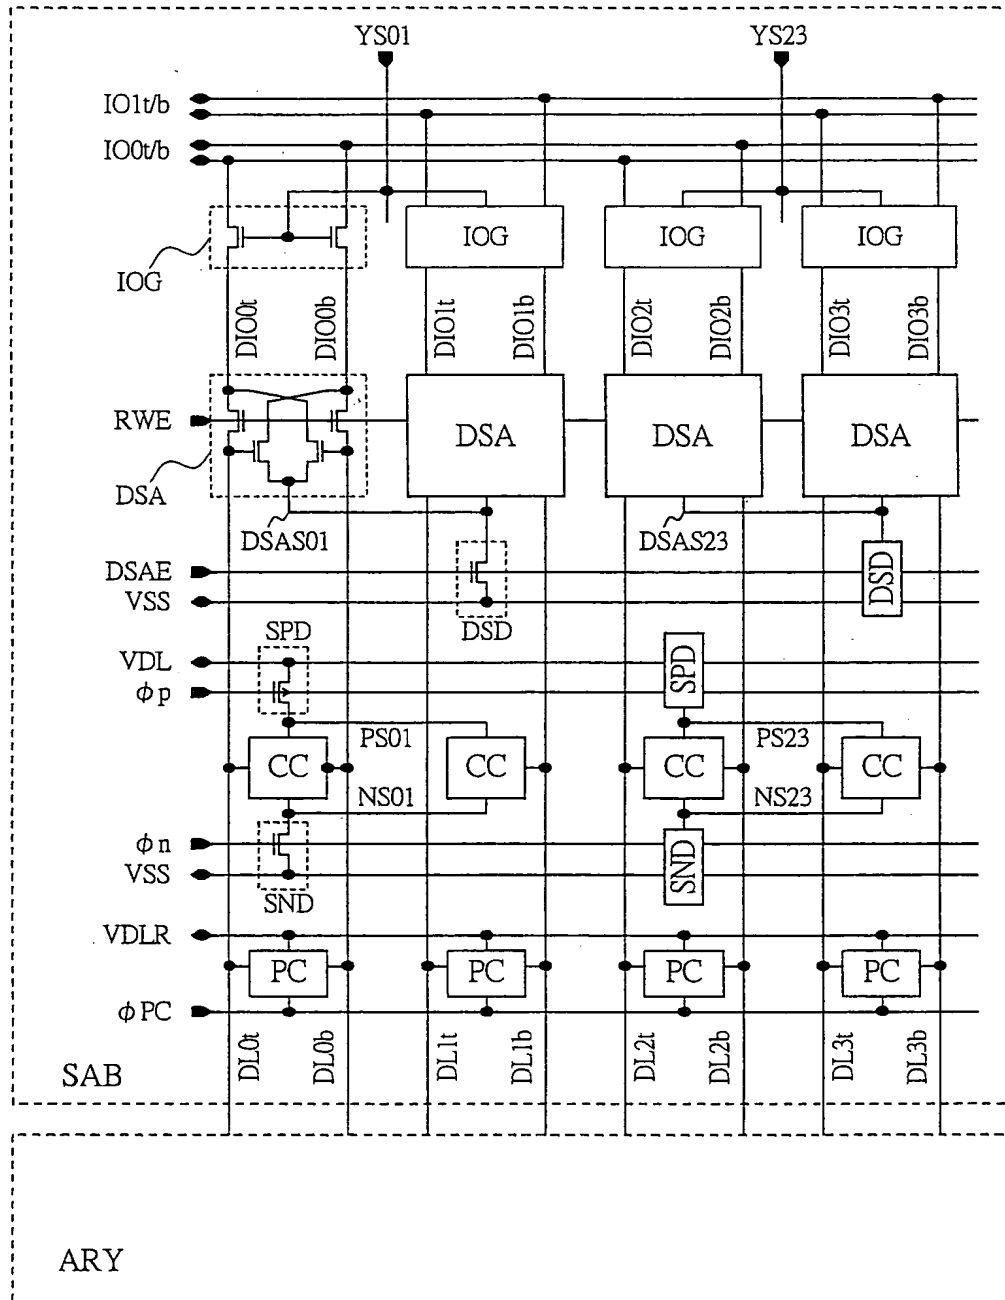 YS01 YS23
IO1t/b
IO0t/b
IOG IOG IOG
IOG
DIO0t DIO0b DIO1t DIO1b DIO2t DIO2b DIO3t DIO3b
RWE DSA DSA DSA
DSA
DSAS01 DSAS23
DSAE
DSD
VSS
DSD
SPD
VDL
SPD
ϕp
PS01 PS23
CC CC CC CC
NS01 NS23
ϕn
SND
VSS
SND
VDLR
PC PC PC PC
ϕPC
DL0t DL0b DL1t DL1b DL2t DL2b DL3t DL3b
SAB
ARY